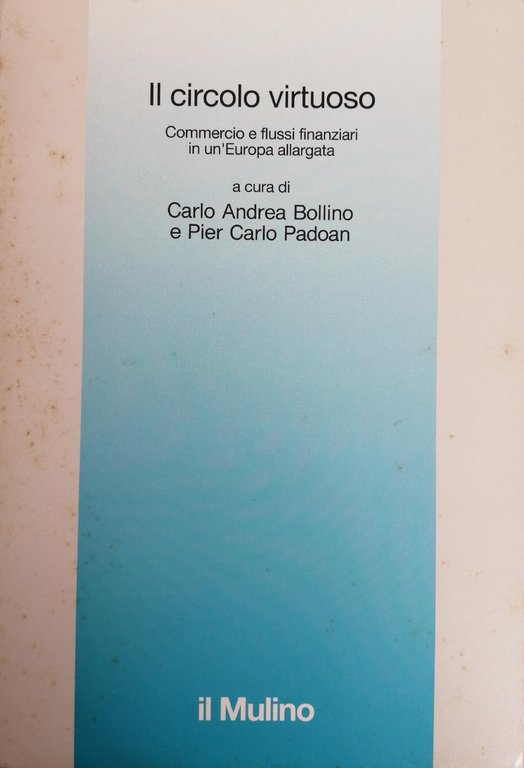 Il circolo virtuoso
Commercio e flussi finanziari
in un'Europa allargata
a cura di
Carlo Andrea Bollino
e Pier Carlo Padoan
il Mulino